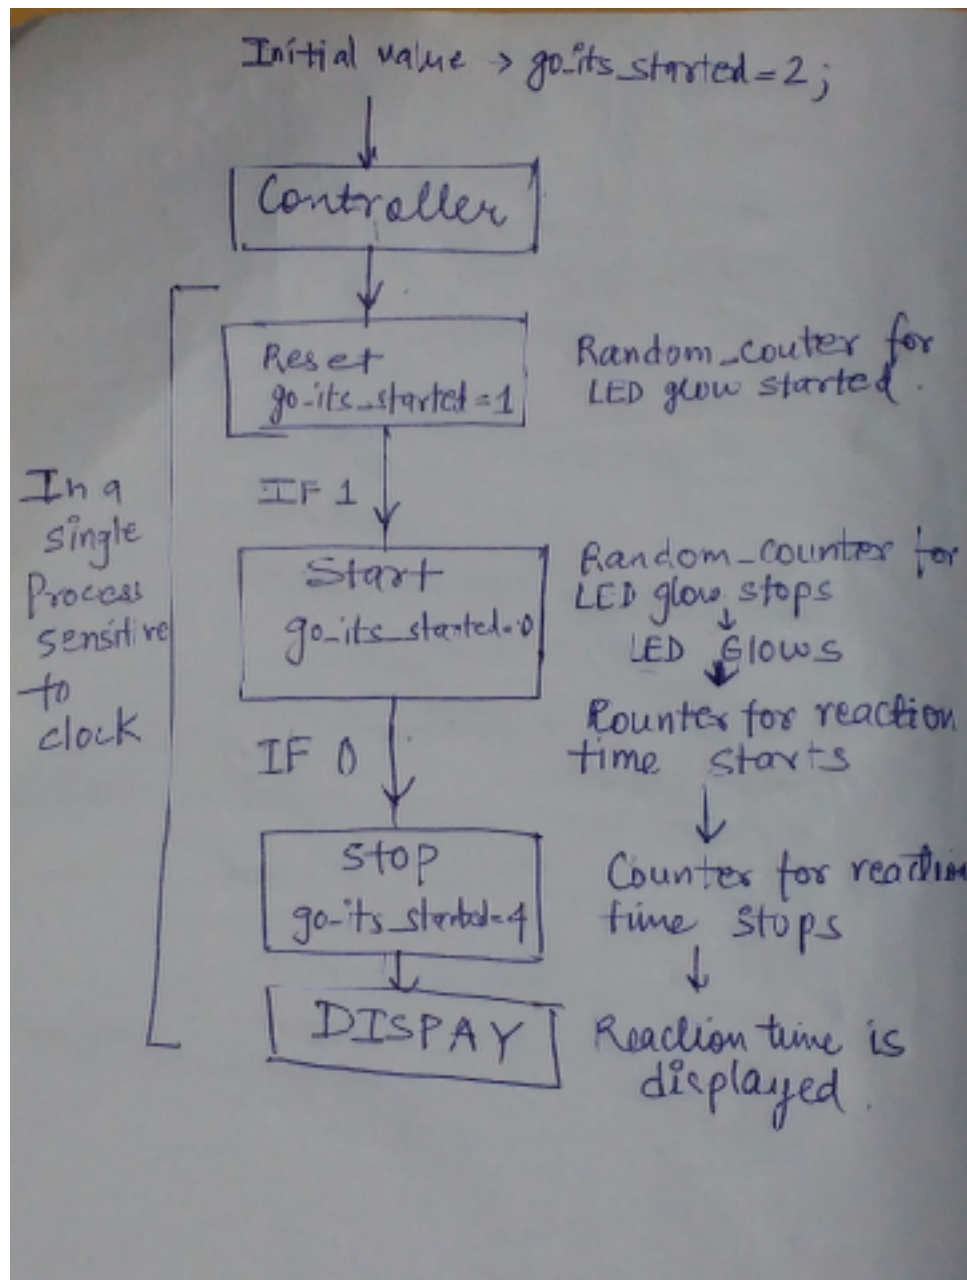 Initial value → go_its_started = 2;
Controller
Reset
go_its_started = 1
Random_couter for
LED glow started.
IF 1
In a
single
Process
sensitive
to
clock
Start
go_its_started = 0
Random_counter for
LED glow stops
LED Glows
Counter for reaction
time starts
IF 0
Stop
go_its_started = 4
Counter for reaction
time stops
DISPAY
Reaction time is
displayed.